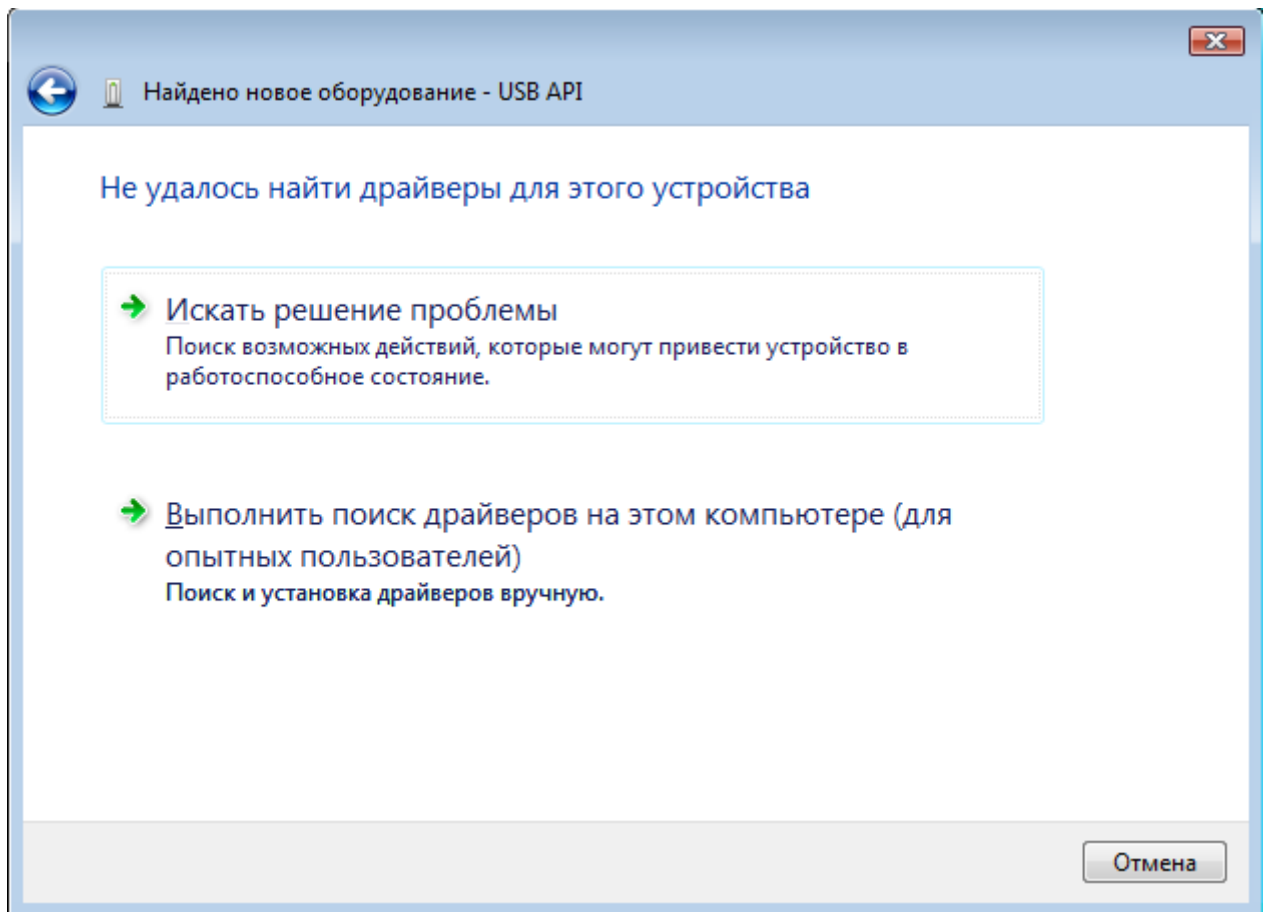 Найдено новое оборудование - USB API
Не удалось найти драйверы для этого устройства
Искать решение проблемы
Поиск возможных действий, которые могут привести устройство в
работоспособное состояние.
Выполнить поиск драйверов на этом компьютере (для
опытных пользователей)
Поиск и установка драйверов вручную.
Отмена